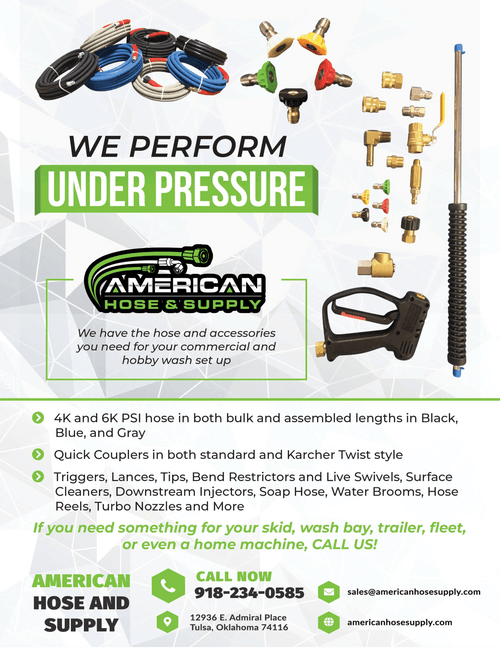 WE PERFORM
UNDER PRESSURE
AMERICAN
HOSE & SUPPLY
We have the hose and accessories
you need for your commercial and
hobby wash set up
4K and 6K PSI hose in both bulk and assembled lengths in Black,
Blue, and Gray
Quick Couplers in both standard and Karcher Twist style
Triggers, Lances, Tips, Bend Restrictors and Live Swivels, Surface
Cleaners, Downstream Injectors, Soap Hose, Water Brooms, Hose
Reels, Turbo Nozzles and More
If you need something for your skid, wash bay, trailer, fleet,
or even a home machine, CALL US!
AMERICAN
HOSE AND
SUPPLY
CALL NOW
918-234-0585
12936 E. Admiral Place
Tulsa, Oklahoma 74116
sales@americanhosesupply.com
americanhosesupply.com